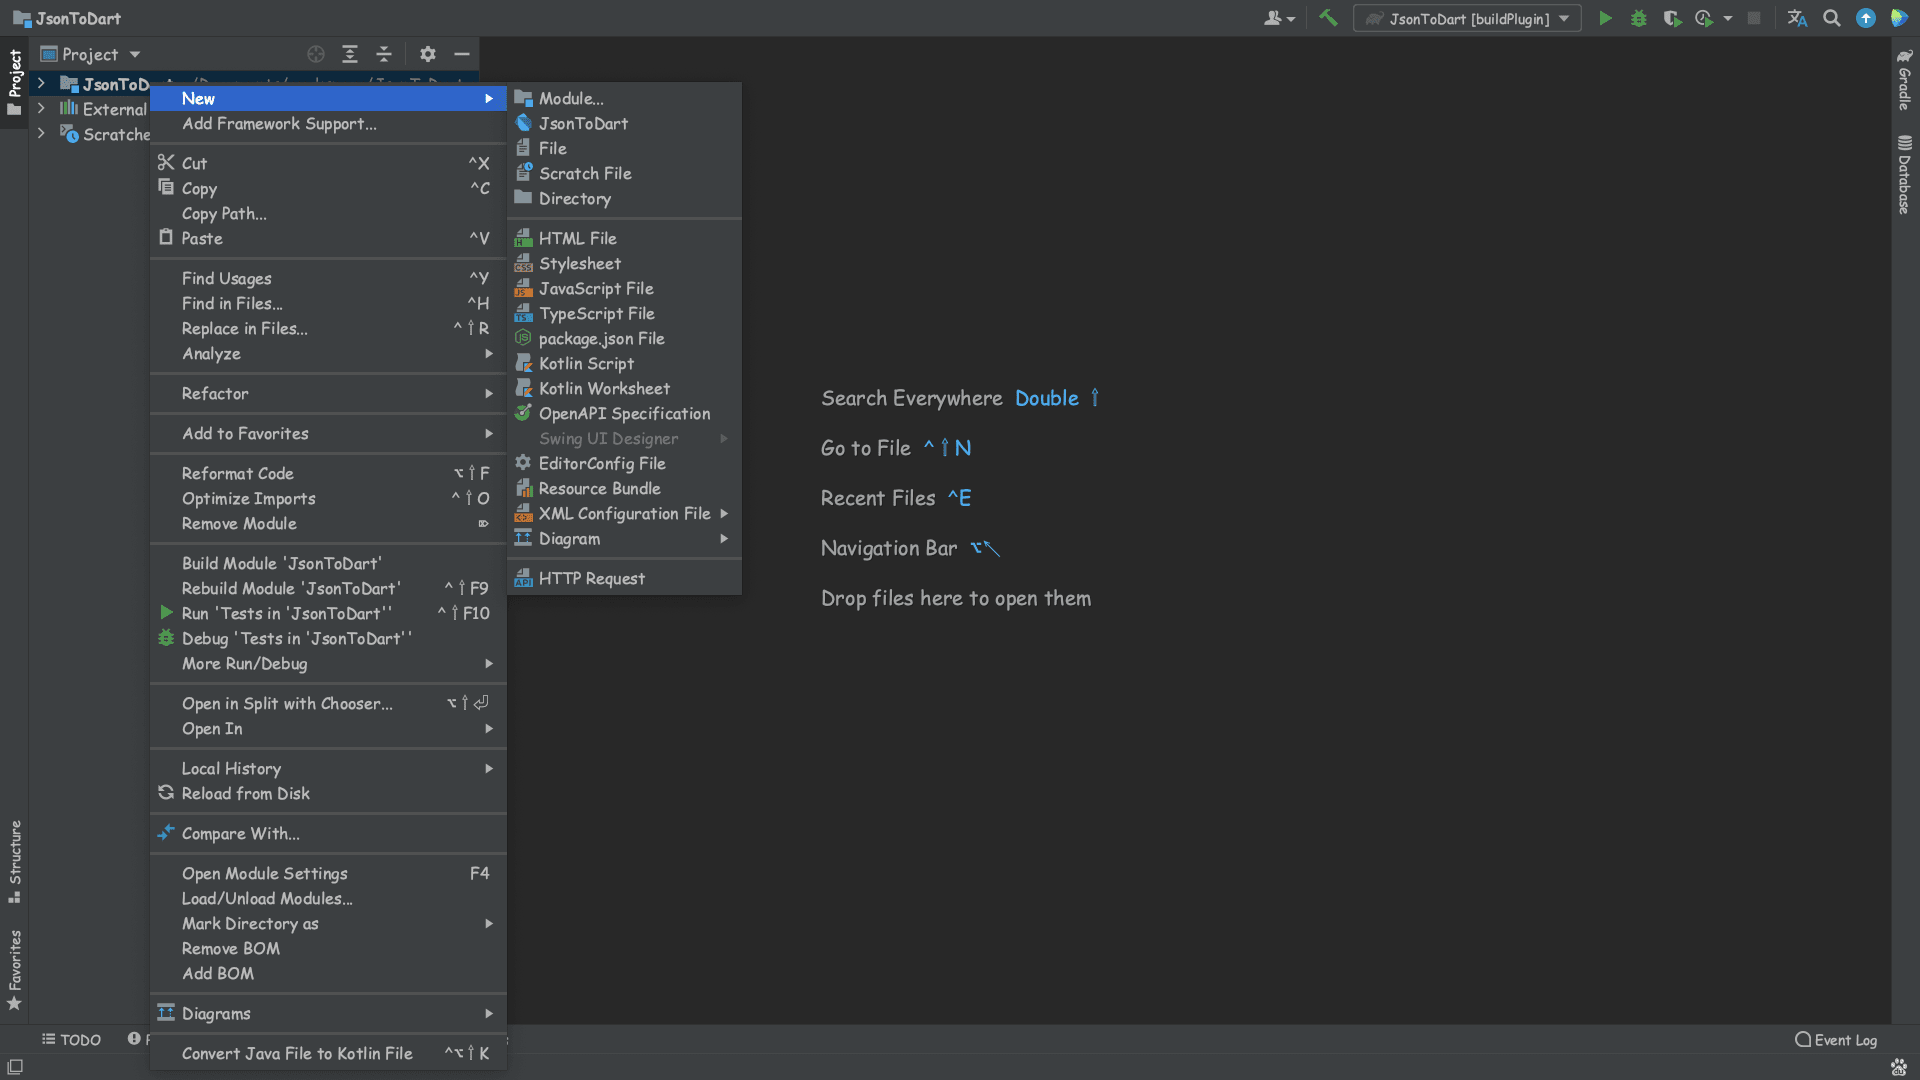 JsonToDart
JsonToDart [buildPlugin]
Project
Project
JsonToD
External
Scratche
New
Add Framework Support...
Cut ^X
Copy ^C
Copy Path...
Paste ^V
Find Usages ^Y
Find in Files... ^H
Replace in Files... ^⇧R
Analyze
Refactor
Add to Favorites
Reformat Code ⌥⇧F
Optimize Imports ^⇧O
Remove Module ⌦
Build Module 'JsonToDart'
Rebuild Module 'JsonToDart' ^⇧F9
Run 'Tests in 'JsonToDart'' ^⇧F10
Debug 'Tests in 'JsonToDart''
More Run/Debug
Open in Split with Chooser... ⌥⇧⏎
Open In
Local History
Reload from Disk
Compare With...
Open Module Settings F4
Load/Unload Modules...
Mark Directory as
Remove BOM
Add BOM
Diagrams
Convert Java File to Kotlin File ^⌥⇧K
Module...
JsonToDart
File
Scratch File
Directory
HTML File
Stylesheet
JavaScript File
TypeScript File
package.json File
Kotlin Script
Kotlin Worksheet
OpenAPI Specification
Swing UI Designer
EditorConfig File
Resource Bundle
XML Configuration File
Diagram
HTTP Request
Search Everywhere Double ⇧
Go to File ^⇧N
Recent Files ^E
Navigation Bar ⌥↖
Drop files here to open them
Gradle
Database
Structure
Favorites
TODO
Event Log